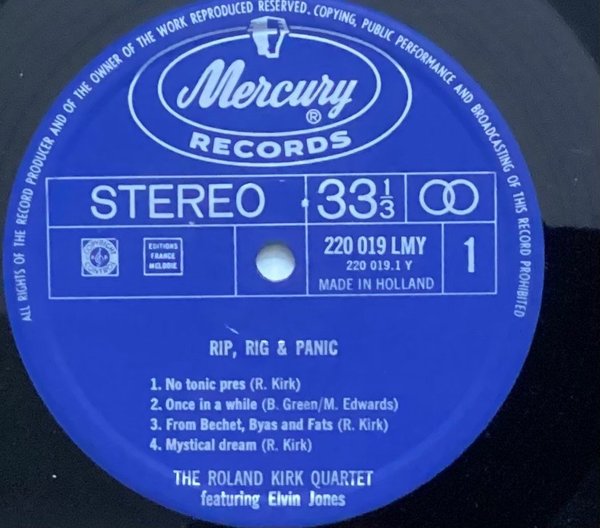 ALL RIGHTS OF THE RECORD PRODUCER AND OF THE OWNER OF THE WORK REPRODUCED RESERVED. COPYING, PUBLIC PERFORMANCE AND BROADCASTING OF THIS RECORD PROHIBITED
Mercury ®
RECORDS
STEREO 33⅓
220 019 LMY
220 019.1 Y
MADE IN HOLLAND
1
EDITIONS
FRANCE
MELODIE
RIP, RIG & PANIC
1. No tonic pres (R. Kirk)
2. Once in a while (B. Green/M. Edwards)
3. From Bechet, Byas and Fats (R. Kirk)
4. Mystical dream (R. Kirk)
THE ROLAND KIRK QUARTET
featuring Elvin Jones